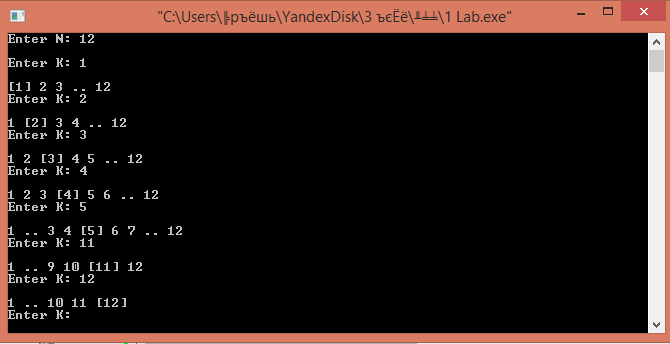 "C:\Users\╠ръёшь\YandexDisk\3 ъєЁё\╨╧╧\1 Lab.exe"
Enter N: 12
Enter K: 1
[1] 2 3 .. 12
Enter K: 2
1 [2] 3 4 .. 12
Enter K: 3
1 2 [3] 4 5 .. 12
Enter K: 4
1 2 3 [4] 5 6 .. 12
Enter K: 5
1 .. 3 4 [5] 6 7 .. 12
Enter K: 11
1 .. 9 10 [11] 12
Enter K: 12
1 .. 10 11 [12]
Enter K: